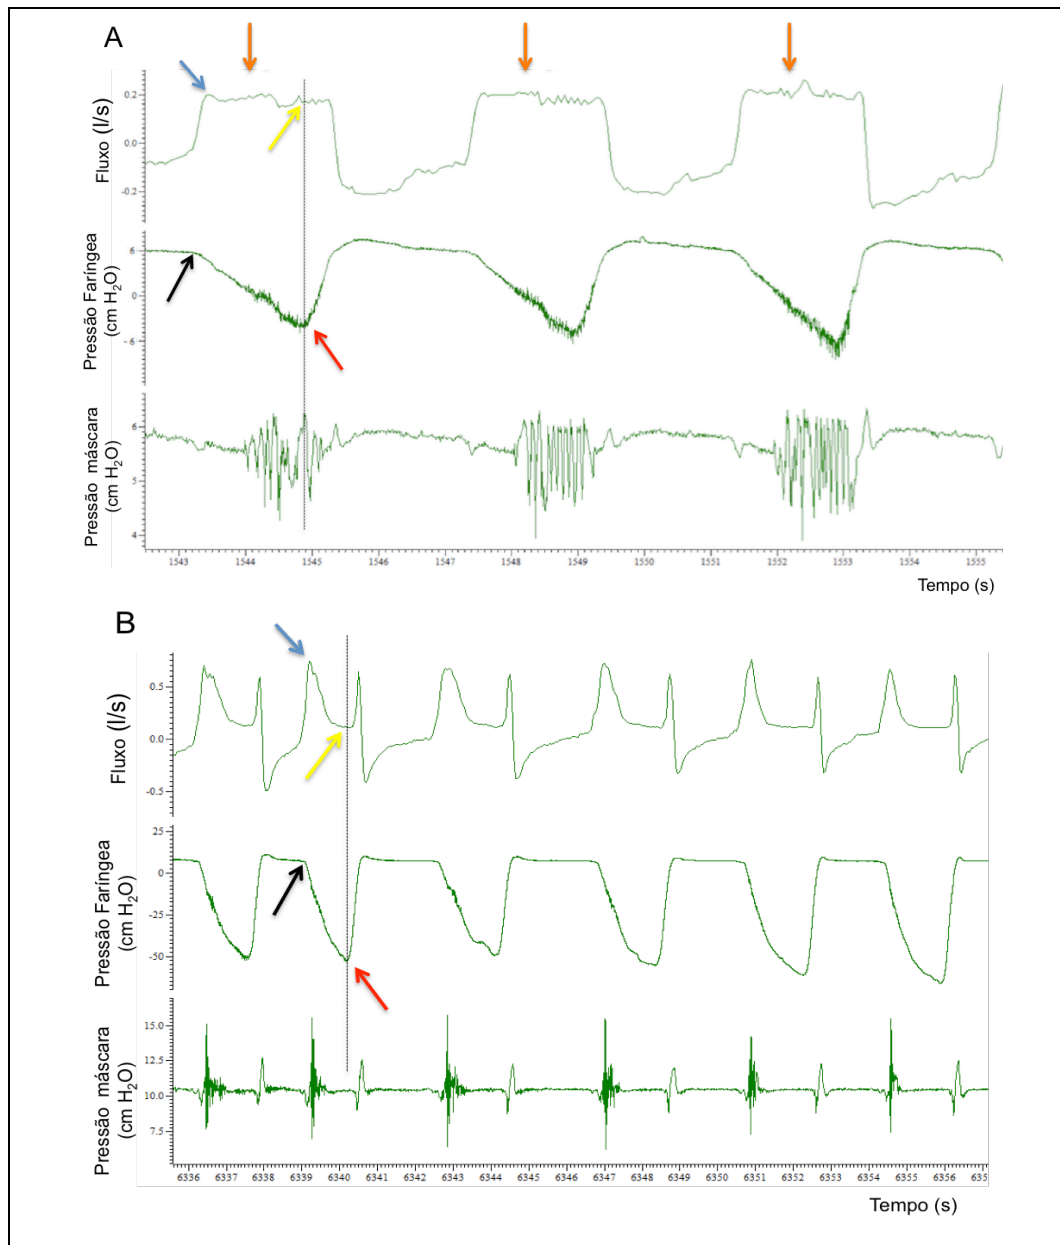 A
Fluxo (l/s)
0.2
0.0
-0.2
Pressão Faríngea
(cm H2O)
6
0
-6
Pressão máscara
(cm H2O)
6
5
4
1543 1544 1545 1547 1548 1549 1550 1551 1552 1553 1554 1555
Tempo (s)
B
Fluxo (l/s)
0.5
0.0
-0.5
Pressão Faríngea
(cm H2O)
25
0
-25
-50
Pressão máscara
(cm H2O)
15.0
12.5
10.0
7.5
6336 6337 6338 6339 6340 6341 6342 6343 6344 6345 6346 6347 6348 6349 6350 6351 6352 6353 6354 6355 6356 635
Tempo (s)